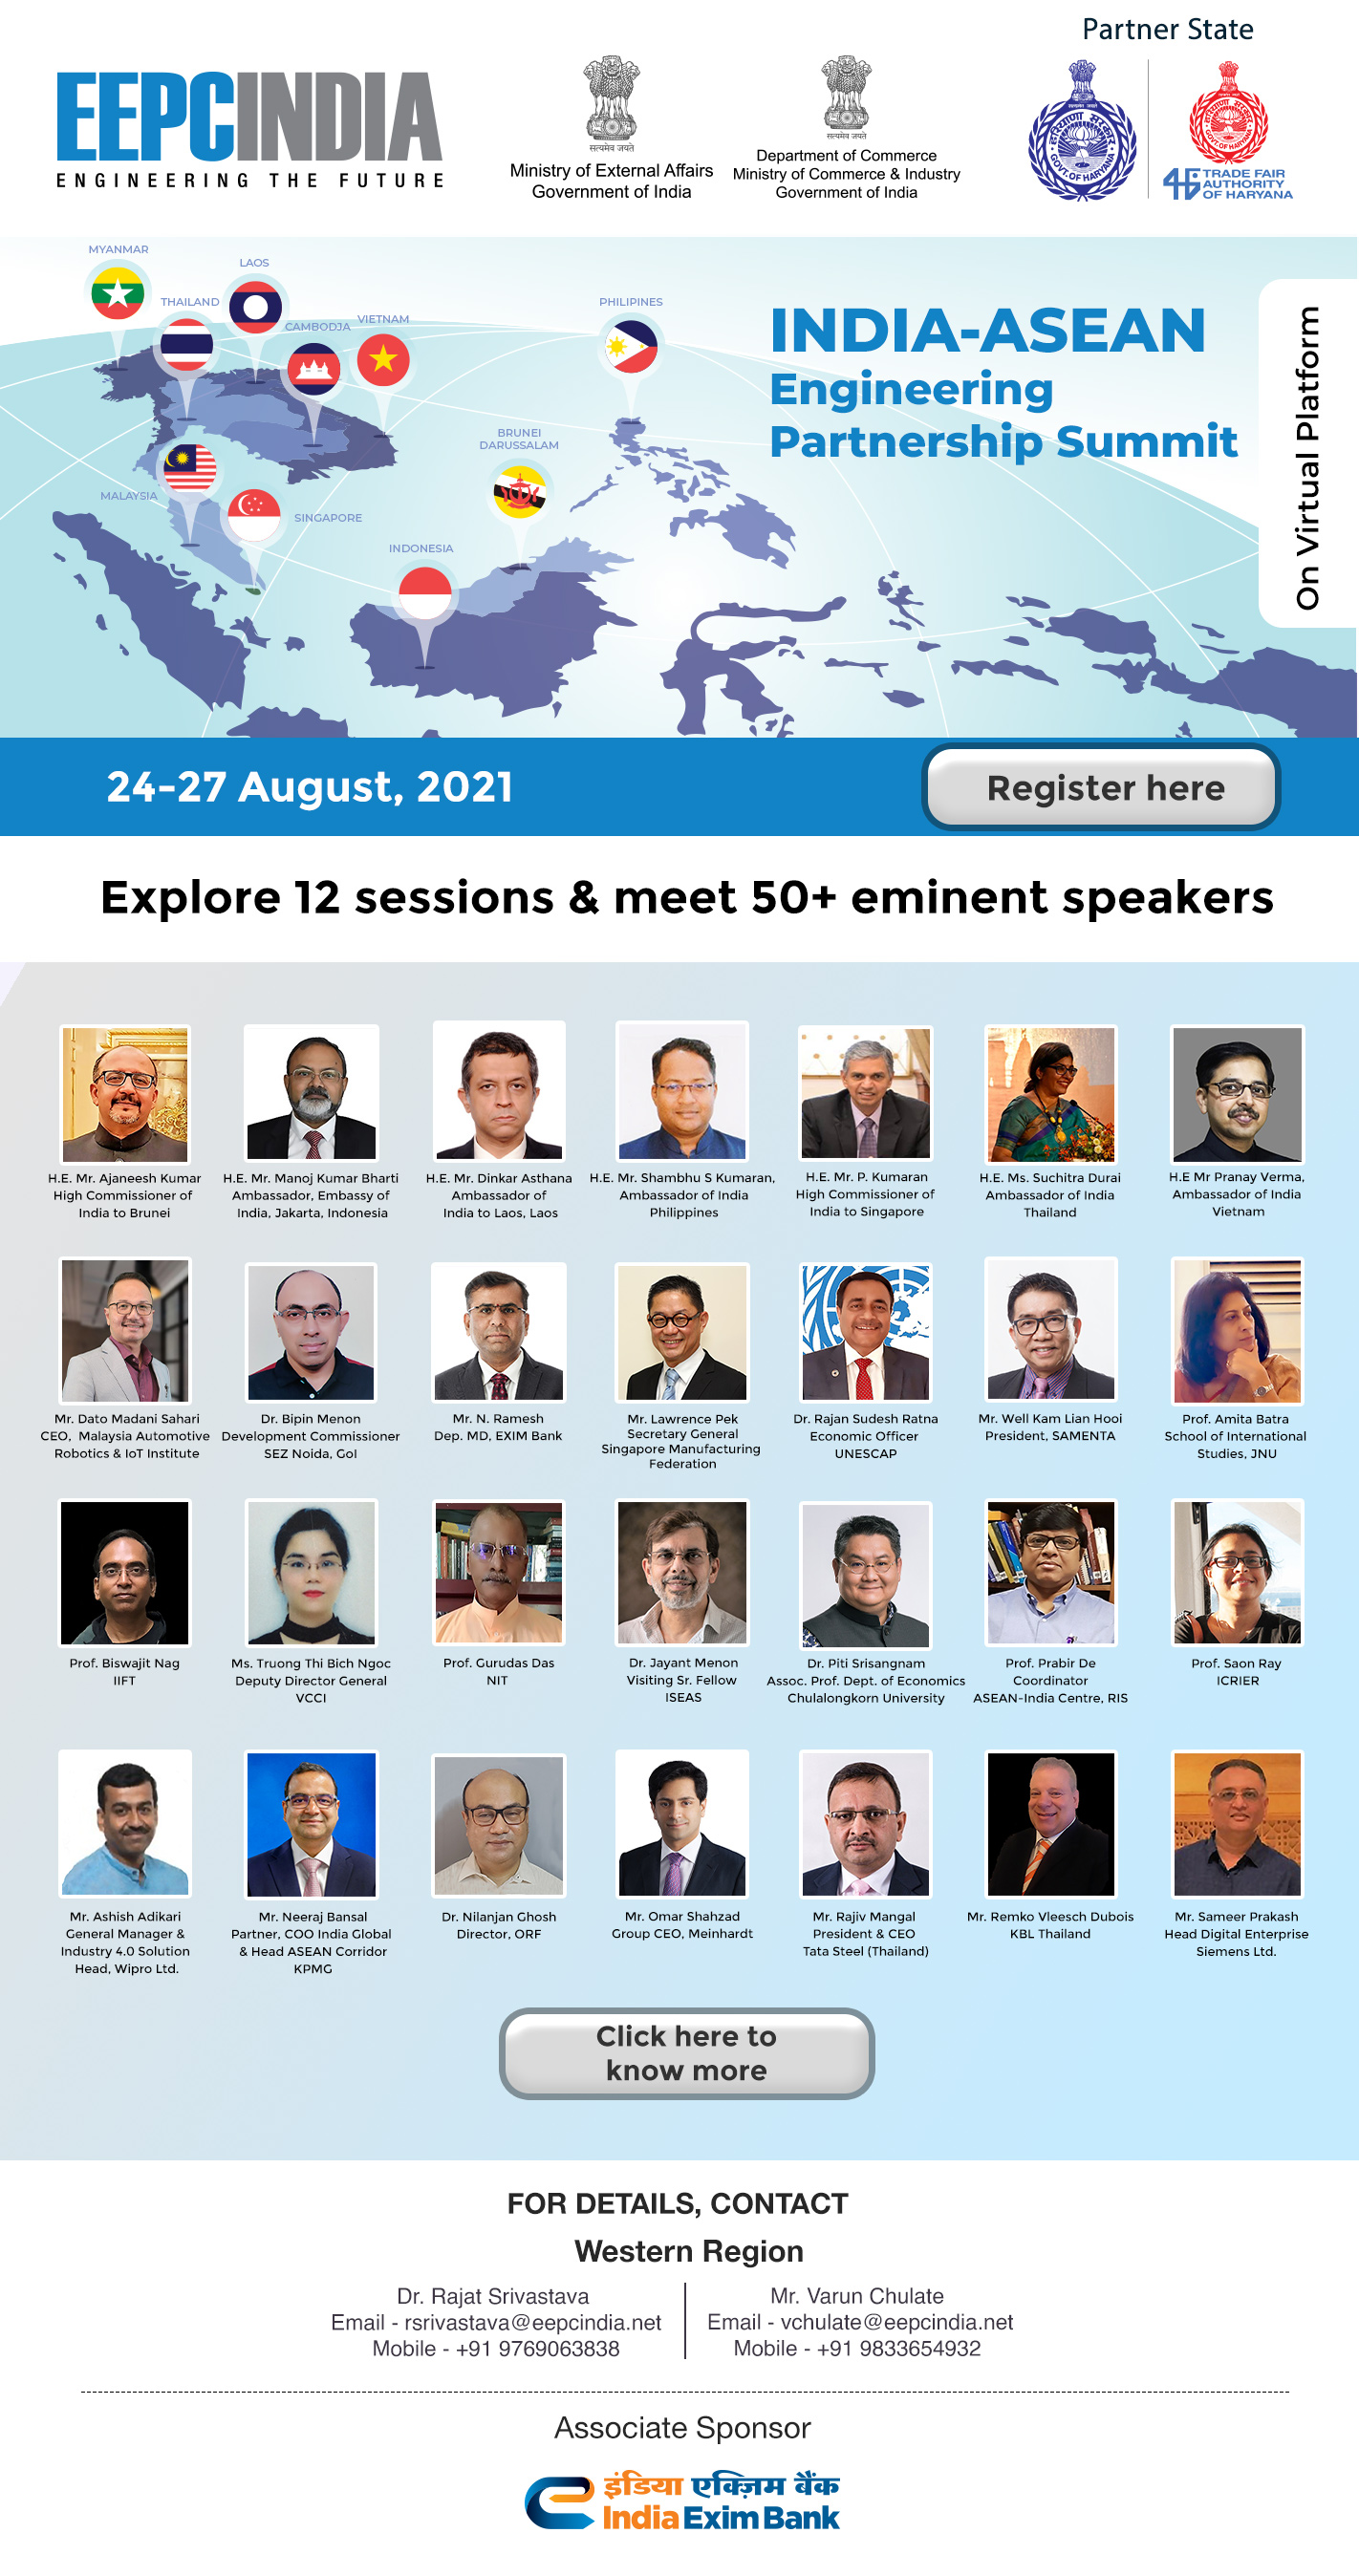 Partner State
EEPCINDIA
ENGINEERING THE FUTURE
सत्यमेव जयते
Ministry of External Affairs
Government of India
सत्यमेव जयते
Department of Commerce
Ministry of Commerce & Industry
Government of India
हरियाणा सरकार
GOVT. OF HARYANA
TRADE FAIR
AUTHORITY
OF HARYANA
MYANMAR
LAOS
THAILAND
CAMBODJA
VIETNAM
PHILIPINES
BRUNEI
DARUSSALAM
MALAYSIA
SINGAPORE
INDONESIA
INDIA-ASEAN
Engineering
Partnership Summit
On Virtual Platform
24-27 August, 2021
Register here
Explore 12 sessions & meet 50+ eminent speakers
H.E. Mr. Ajaneesh Kumar
High Commissioner of
India to Brunei
H.E. Mr. Manoj Kumar Bharti
Ambassador, Embassy of
India, Jakarta, Indonesia
H.E. Mr. Dinkar Asthana
Ambassador of
India to Laos, Laos
H.E. Mr. Shambhu S Kumaran,
Ambassador of India
Philippines
H.E. Mr. P. Kumaran
High Commissioner of
India to Singapore
H.E. Ms. Suchitra Durai
Ambassador of India
Thailand
H.E Mr Pranay Verma,
Ambassador of India
Vietnam
Mr. Dato Madani Sahari
CEO, Malaysia Automotive
Robotics & IoT Institute
Dr. Bipin Menon
Development Commissioner
SEZ Noida, GoI
Mr. N. Ramesh
Dep. MD, EXIM Bank
Mr. Lawrence Pek
Secretary General
Singapore Manufacturing
Federation
Dr. Rajan Sudesh Ratna
Economic Officer
UNESCAP
Mr. Well Kam Lian Hooi
President, SAMENTA
Prof. Amita Batra
School of International
Studies, JNU
Prof. Biswajit Nag
IIFT
Ms. Truong Thi Bich Ngoc
Deputy Director General
VCCI
Prof. Gurudas Das
NIT
Dr. Jayant Menon
Visiting Sr. Fellow
ISEAS
Dr. Piti Srisangnam
Assoc. Prof. Dept. of Economics
Chulalongkorn University
Prof. Prabir De
Coordinator
ASEAN-India Centre, RIS
Prof. Saon Ray
ICRIER
Mr. Ashish Adikari
General Manager &
Industry 4.0 Solution
Head, Wipro Ltd.
Mr. Neeraj Bansal
Partner, COO India Global
& Head ASEAN Corridor
KPMG
Dr. Nilanjan Ghosh
Director, ORF
Mr. Omar Shahzad
Group CEO, Meinhardt
Mr. Rajiv Mangal
President & CEO
Tata Steel (Thailand)
Mr. Remko Vleesch Dubois
KBL Thailand
Mr. Sameer Prakash
Head Digital Enterprise
Siemens Ltd.
Click here to
know more
FOR DETAILS, CONTACT
Western Region
Dr. Rajat Srivastava
Email - rsrivastava@eepcindia.net
Mobile - +91 9769063838
Mr. Varun Chulate
Email - vchulate@eepcindia.net
Mobile - +91 9833654932
Associate Sponsor
इंडिया एक्ज़िम बैंक
India Exim Bank